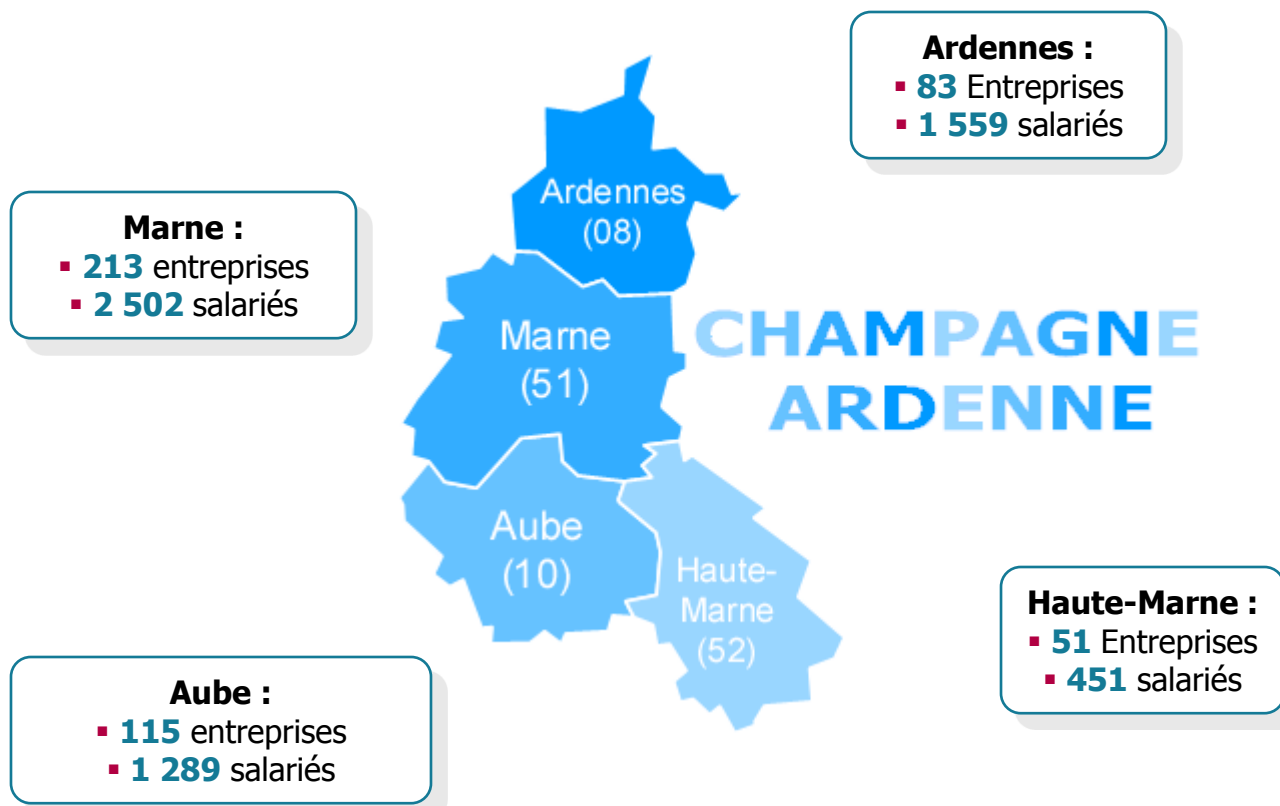 Ardennes :
▪ 83 Entreprises
▪ 1 559 salariés
Marne :
▪ 213 entreprises
▪ 2 502 salariés
Ardennes
(08)
Marne
(51)
CHAMPAGNE
ARDENNE
Aube
(10)
Haute-
Marne
(52)
Haute-Marne :
▪ 51 Entreprises
▪ 451 salariés
Aube :
▪ 115 entreprises
▪ 1 289 salariés